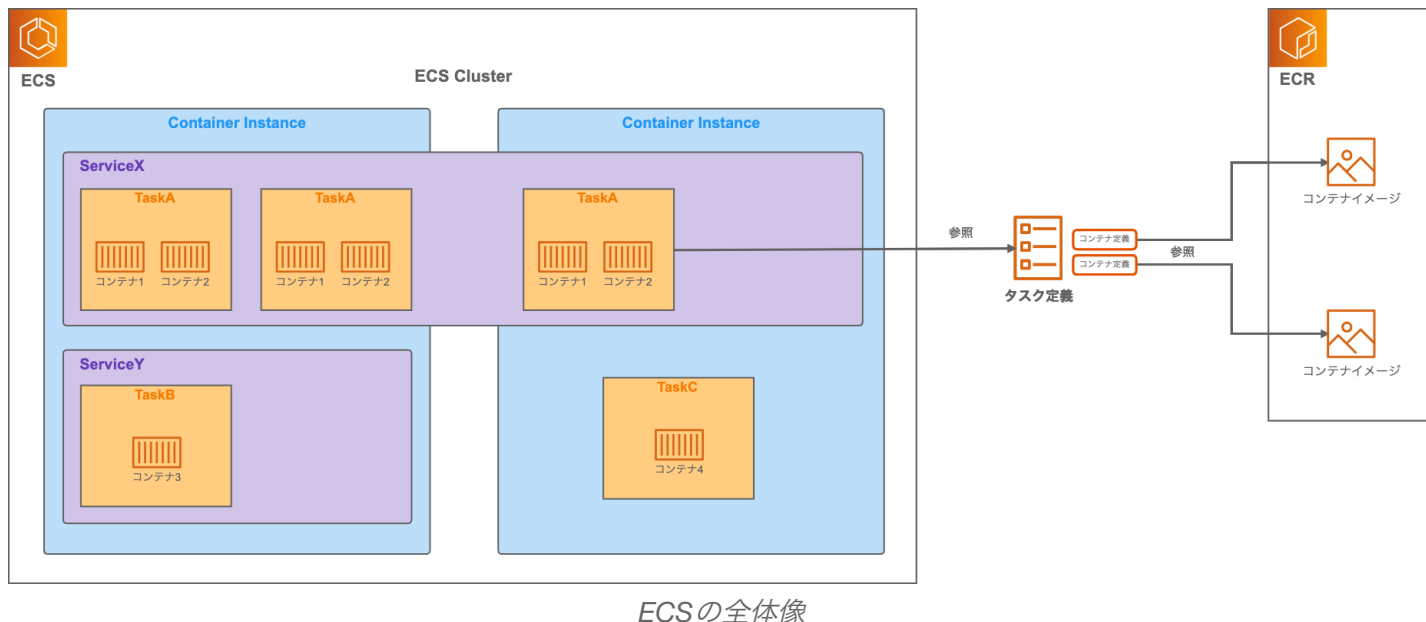 ECS
ECS Cluster
ECR
Container Instance
Container Instance
ServiceX
TaskA
TaskA
TaskA
コンテナ1
コンテナ2
コンテナ1
コンテナ2
コンテナ1
コンテナ2
参照
コンテナ定義
コンテナ定義
参照
タスク定義
コンテナイメージ
コンテナイメージ
ServiceY
TaskB
コンテナ3
TaskC
コンテナ4
ECSの全体像